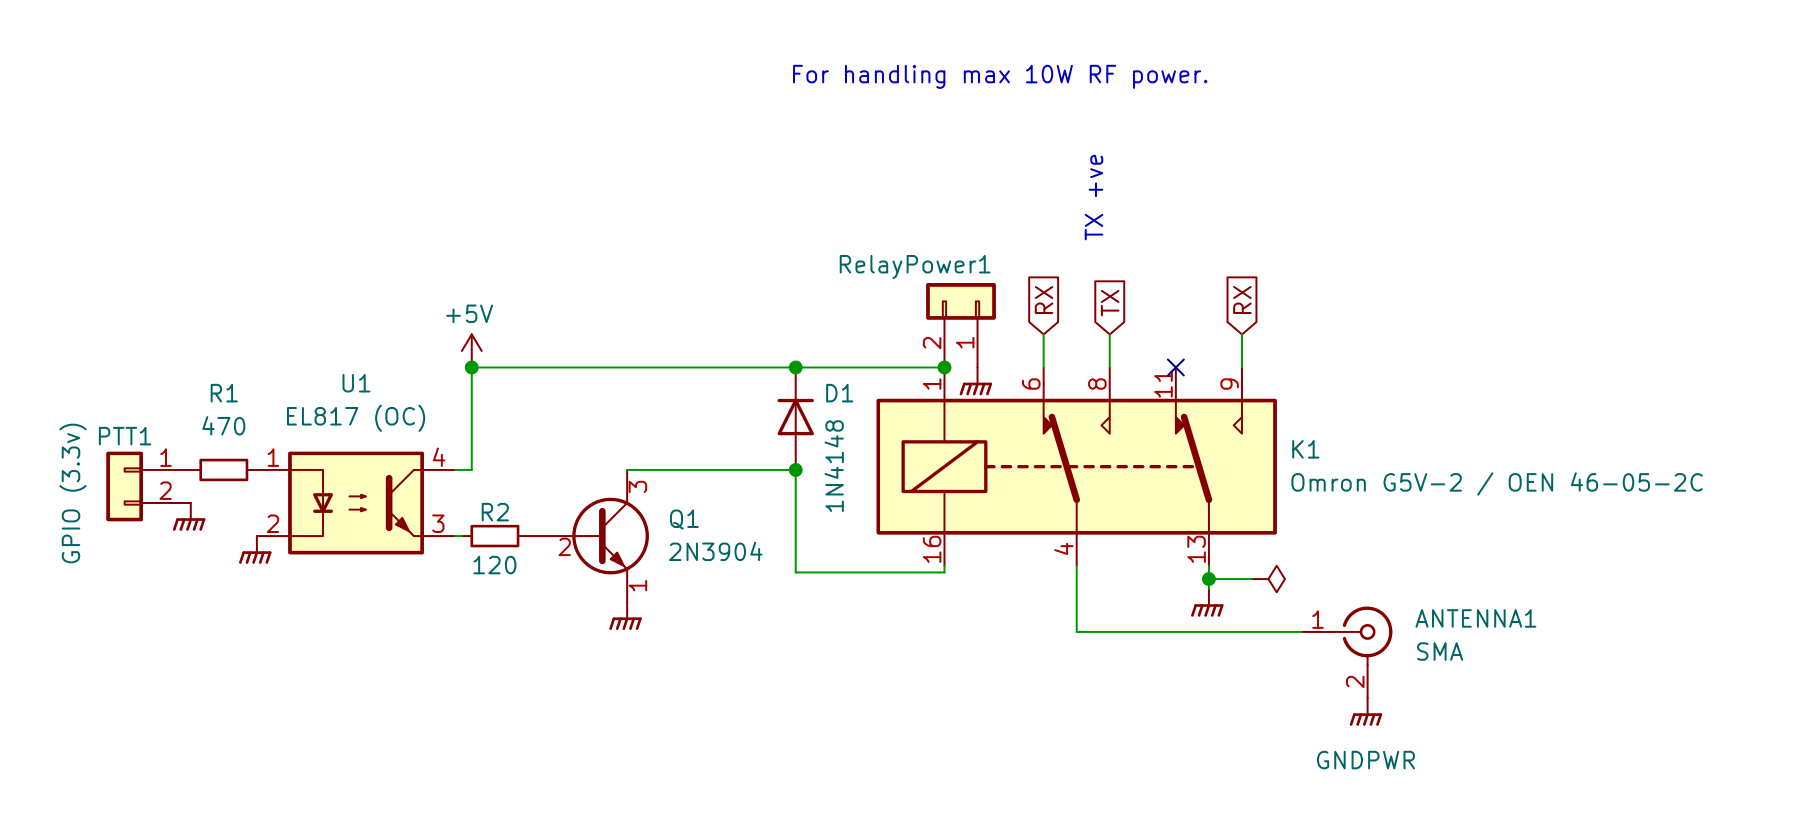 For handling max 10W RF power.
TX +ve
RelayPower1
2
1
RX
TX
RX
+5V
1
6
8
11
9
R1
470
U1
EL817 (OC)
D1
1N4148
GPIO (3.3v)
PTT1
1
2
1
2
4
3
R2
120
3
2
1
Q1
2N3904
K1
Omron G5V-2 / OEN 46-05-2C
16
4
13
1
ANTENNA1
SMA
2
GNDPWR